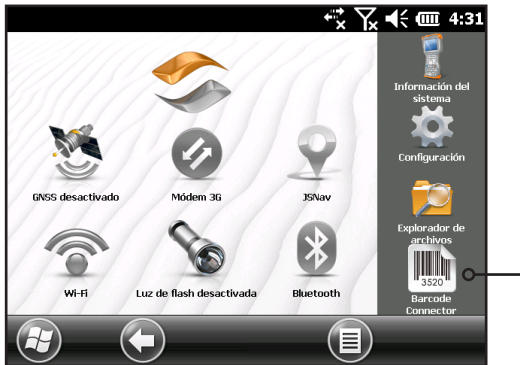 4:31
Información del
sistema
GNSS desactivado
Módem 3G
JSNav
Configuración
Explorador de
archivos
Wi-Fi
Luz de flash desactivada
Bluetooth
3520
Barcode
Connector